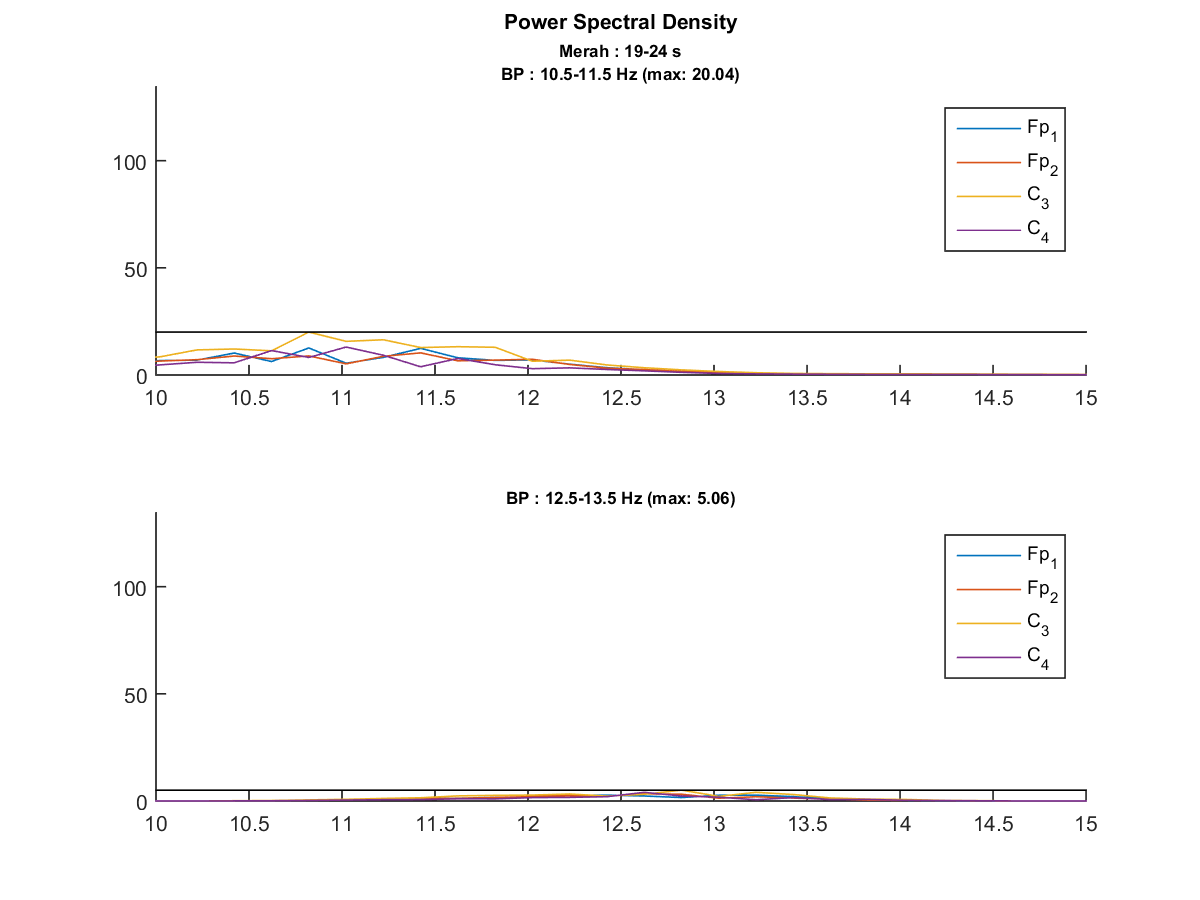 Power Spectral Density
Merah : 19-24 s
BP : 10.5-11.5 Hz (max: 20.04)
100
50
0
10 10.5 11 11.5 12 12.5 13 13.5 14 14.5 15
Fp1
Fp2
C3
C4
BP : 12.5-13.5 Hz (max: 5.06)
100
50
0
10 10.5 11 11.5 12 12.5 13 13.5 14 14.5 15
Fp1
Fp2
C3
C4